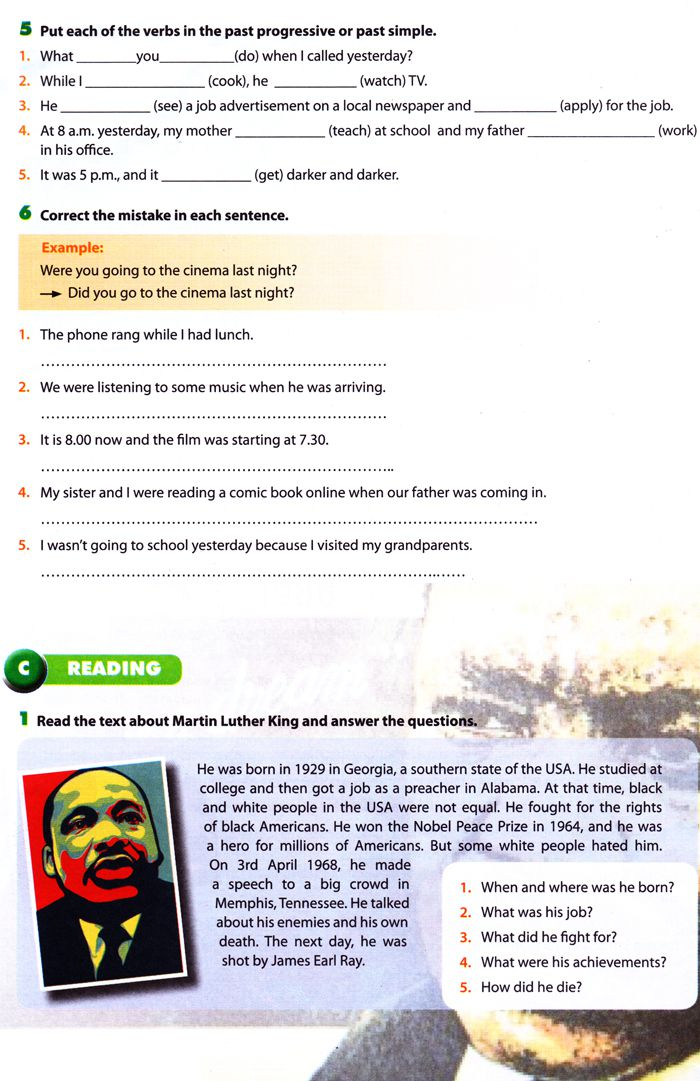 5 Put each of the verbs in the past progressive or past simple.
1. What ________you__________(do) when I called yesterday?
2. While I ________________ (cook), he ___________ (watch) TV.
3. He ____________ (see) a job advertisement on a local newspaper and ___________ (apply) for the job.
4. At 8 a.m. yesterday, my mother ____________ (teach) at school and my father _________________ (work)
in his office.
5. It was 5 p.m., and it ____________ (get) darker and darker.
6 Correct the mistake in each sentence.
Example:
Were you going to the cinema last night?
→ Did you go to the cinema last night?
1. The phone rang while I had lunch.
2. We were listening to some music when he was arriving.
3. It is 8.00 now and the film was starting at 7.30.
4. My sister and I were reading a comic book online when our father was coming in.
5. I wasn't going to school yesterday because I visited my grandparents.
C READING
dream"
1 Read the text about Martin Luther King and answer the questions.
He was born in 1929 in Georgia, a southern state of the USA. He studied at
college and then got a job as a preacher in Alabama. At that time, black
and white people in the USA were not equal. He fought for the rights
of black Americans. He won the Nobel Peace Prize in 1964, and he was
a hero for millions of Americans. But some white people hated him.
On 3rd April 1968, he made
a speech to a big crowd in
Memphis, Tennessee. He talked
about his enemies and his own
death. The next day, he was
shot by James Earl Ray.
1. When and where was he born?
2. What was his job?
3. What did he fight for?
4. What were his achievements?
5. How did he die?